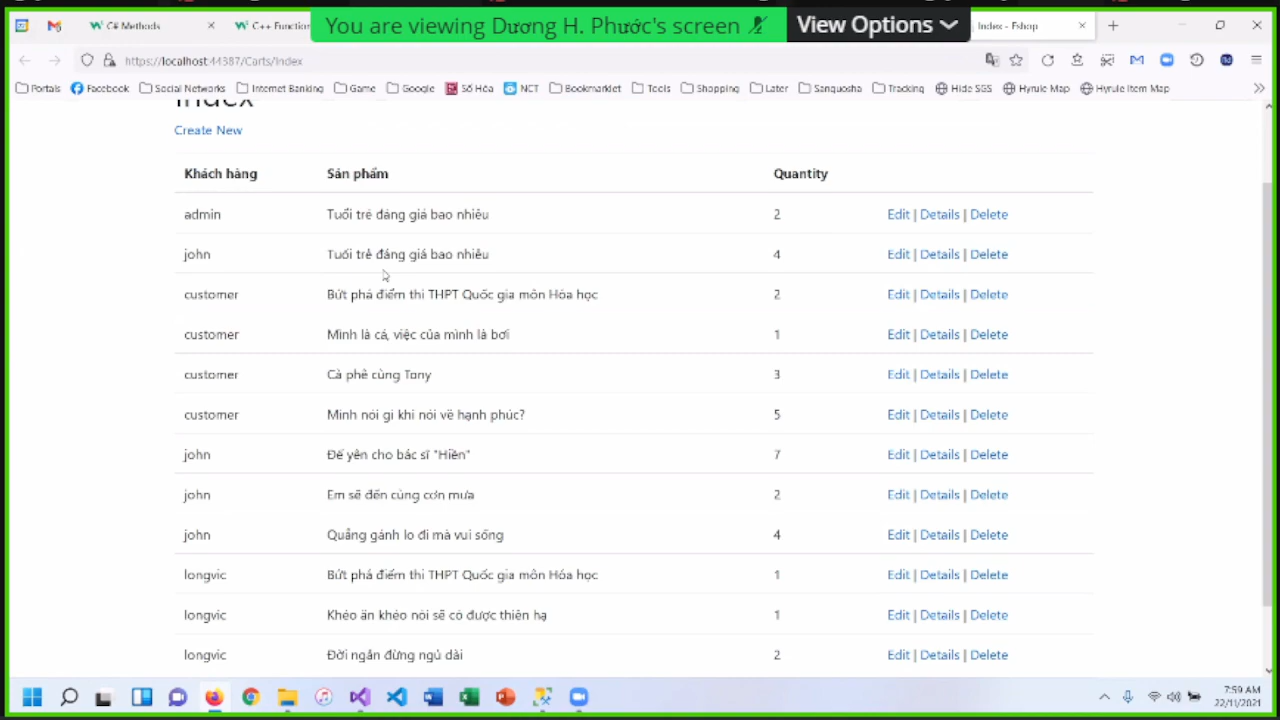 C# Methods
C++ Function
You are viewing Dương H. Phước's screen
View Options
Index - Eshop
https://localhost:44387/Carts/Index
Portals Facebook Social Networks Internet Banking Game Google Số Hóa NCT Bookmarklet Tools Shopping Later Sanguosha Tracking Hide SGS Hyrule Map Hyrule Item Map
Index
Create New
Khách hàng Sản phẩm Quantity
admin Tuổi trẻ đáng giá bao nhiêu 2 Edit | Details | Delete
john Tuổi trẻ đáng giá bao nhiêu 4 Edit | Details | Delete
customer Bứt phá điểm thi THPT Quốc gia môn Hóa học 2 Edit | Details | Delete
customer Mình là cá, việc của mình là bơi 1 Edit | Details | Delete
customer Cà phê cùng Tony 3 Edit | Details | Delete
customer Mình nói gì khi nói về hạnh phúc? 5 Edit | Details | Delete
john Để yên cho bác sĩ "Hiền" 7 Edit | Details | Delete
john Em sẽ đến cùng cơn mưa 2 Edit | Details | Delete
john Quẳng gánh lo đi mà vui sống 4 Edit | Details | Delete
longvic Bứt phá điểm thi THPT Quốc gia môn Hóa học 1 Edit | Details | Delete
longvic Khéo ăn khéo nói sẽ có được thiên hạ 1 Edit | Details | Delete
longvic Đời ngắn đừng ngủ dài 2 Edit | Details | Delete
7:59 AM
22/11/2021